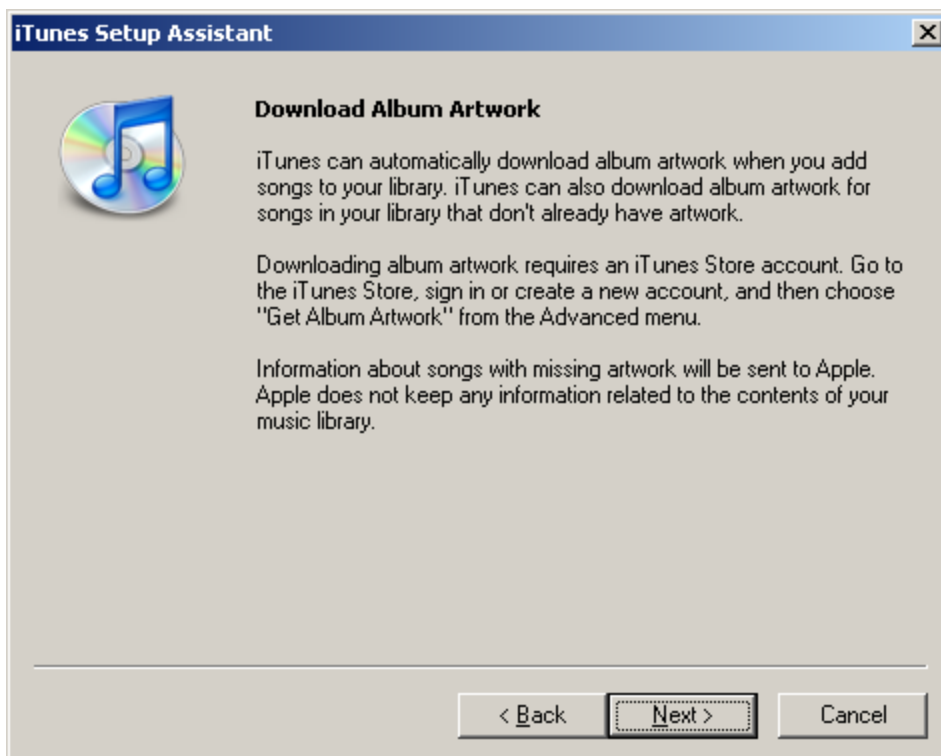 iTunes Setup Assistant
Download Album Artwork
iTunes can automatically download album artwork when you add
songs to your library. iTunes can also download album artwork for
songs in your library that don't already have artwork.
Downloading album artwork requires an iTunes Store account. Go to
the iTunes Store, sign in or create a new account, and then choose
"Get Album Artwork" from the Advanced menu.
Information about songs with missing artwork will be sent to Apple.
Apple does not keep any information related to the contents of your
music library.
< Back Next > Cancel